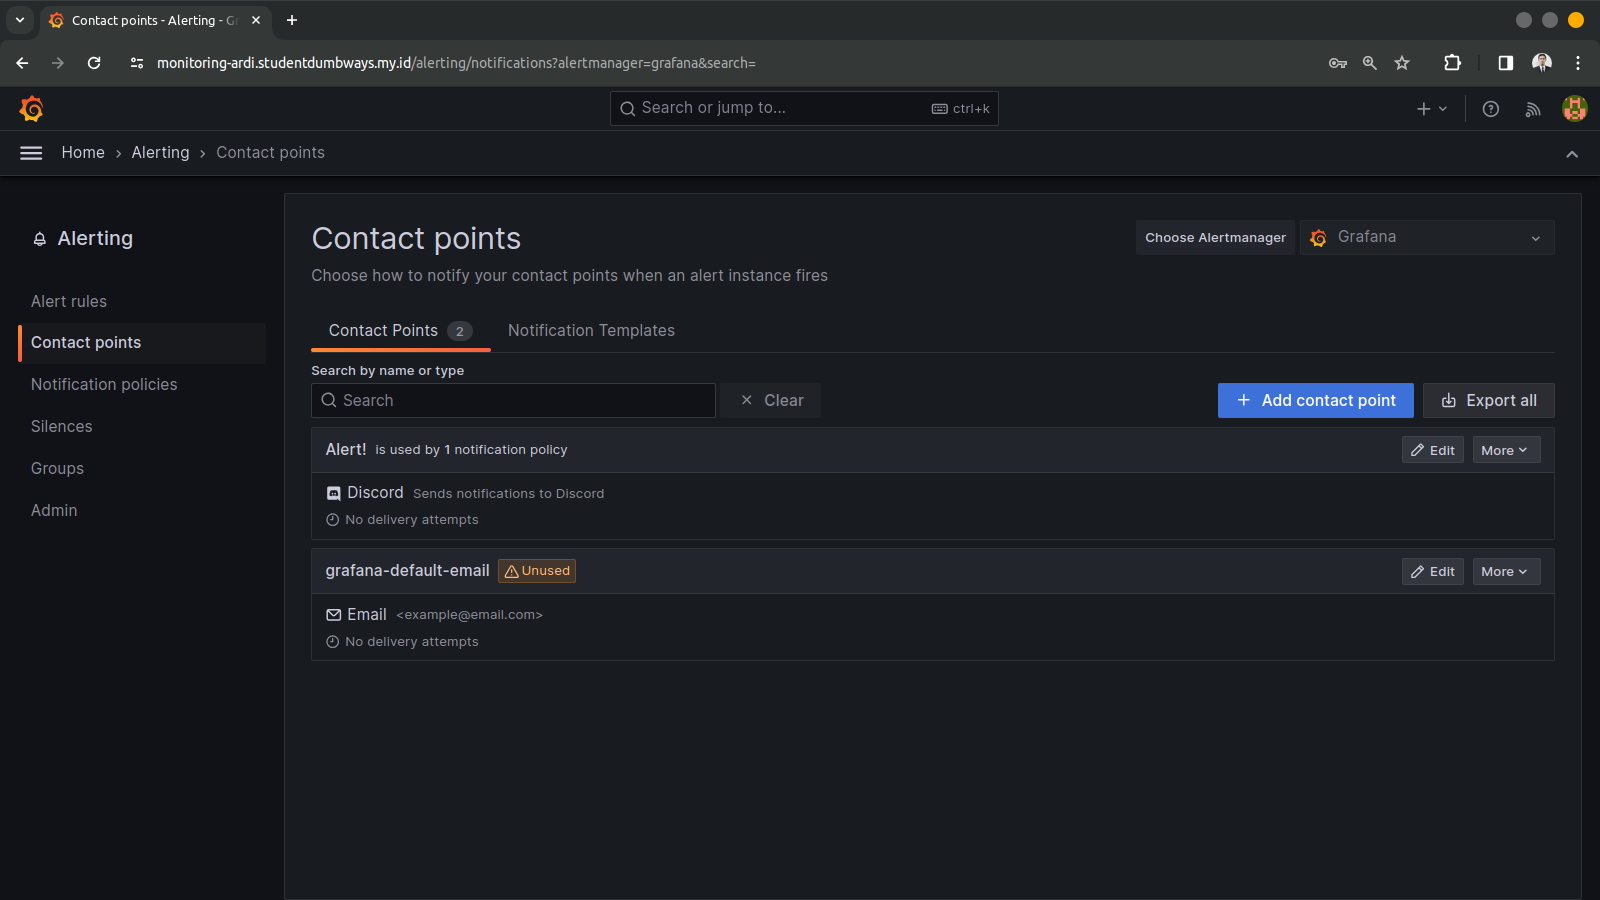 Contact points - Alerting - G
monitoring-ardi.studentdumbways.my.id/alerting/notifications?alertmanager=grafana&search=
Search or jump to...
ctrl+k
Home › Alerting › Contact points
Alerting
Alert rules
Contact points
Notification policies
Silences
Groups
Admin
Contact points
Choose Alertmanager
Grafana
Choose how to notify your contact points when an alert instance fires
Contact Points 2
Notification Templates
Search by name or type
Search
Clear
Add contact point
Export all
Alert! is used by 1 notification policy
Edit
More
Discord Sends notifications to Discord
No delivery attempts
grafana-default-email Unused
Edit
More
Email <example@email.com>
No delivery attempts